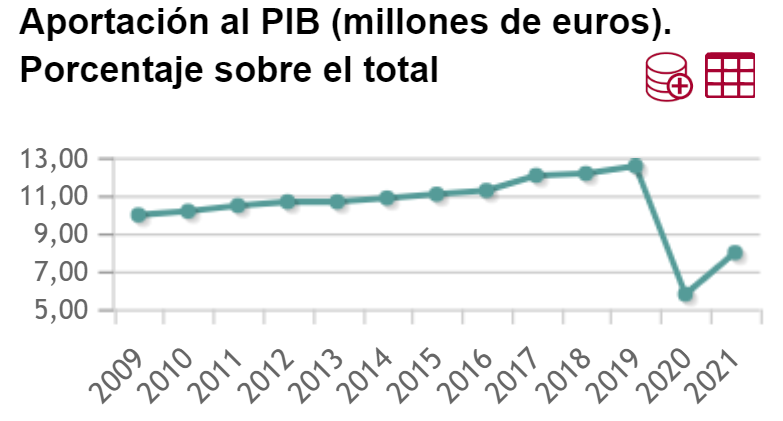 Aportación al PIB (millones de euros).
Porcentaje sobre el total
13,00
11,00
9,00
7,00
5,00
2009 2010 2011 2012 2013 2014 2015 2016 2017 2018 2019 2020 2021